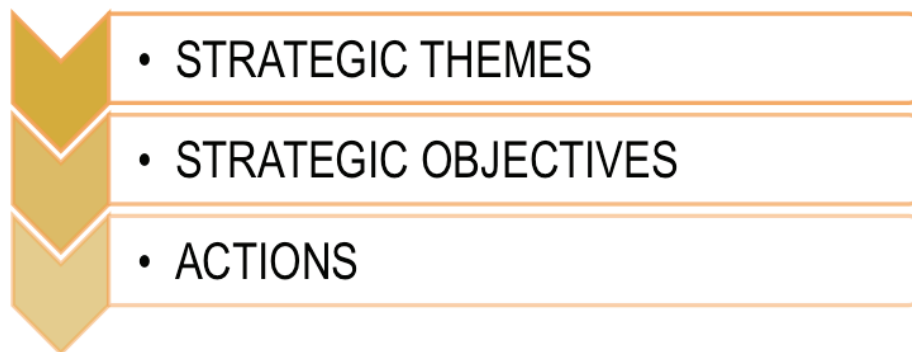 • STRATEGIC THEMES
• STRATEGIC OBJECTIVES
• ACTIONS